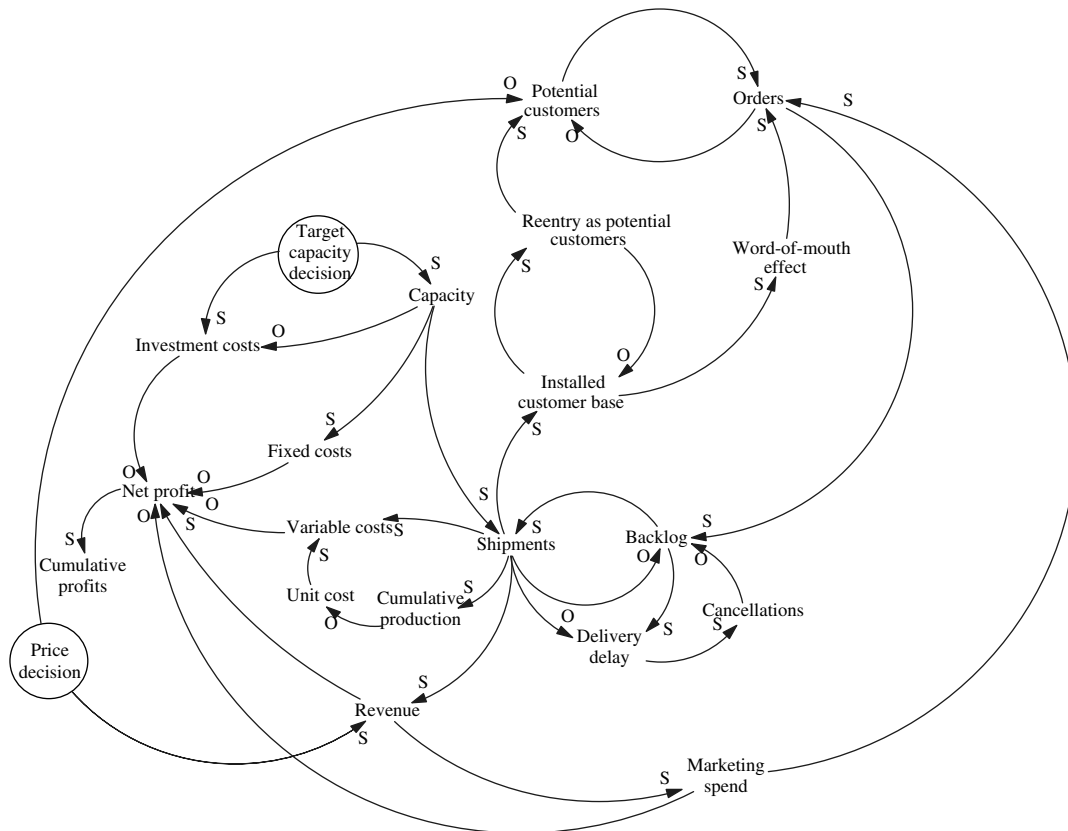 O
Potential
customers
S
Orders
S
S
S
O
Reentry as potential
customers
S
Word-of-mouth
effect
S
Target
capacity
decision
S
Capacity
S
O
Investment costs
O
Installed
customer base
S
S
Fixed costs
O
O
Net profit
O
O
S
S
Variable costs
S
S
Shipments
S
S
Backlog
O
O
S
S
Cumulative
profits
Unit cost
S
O
Cumulative
production
S
O
Delivery
delay
S
Cancellations
S
Price
decision
S
Revenue
S
S
Marketing
spend